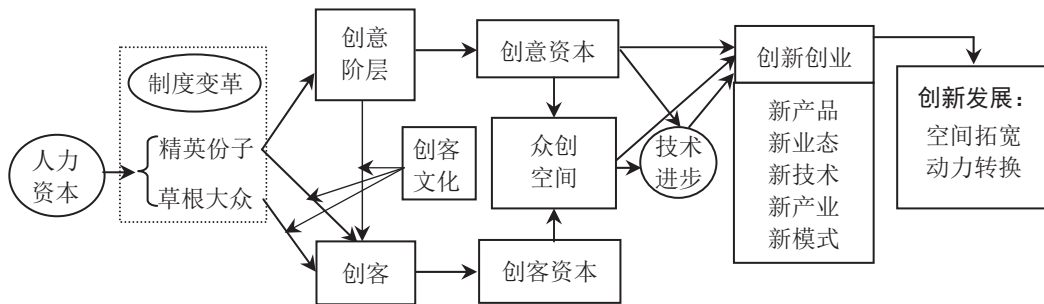 人力
资本
制度变革
精英份子
草根大众
创意
阶层
创客
文化
创客
创意资本
众创
空间
创客资本
技术
进步
创新创业
新产品
新业态
新技术
新产业
新模式
创新发展：
空间拓宽
动力转换